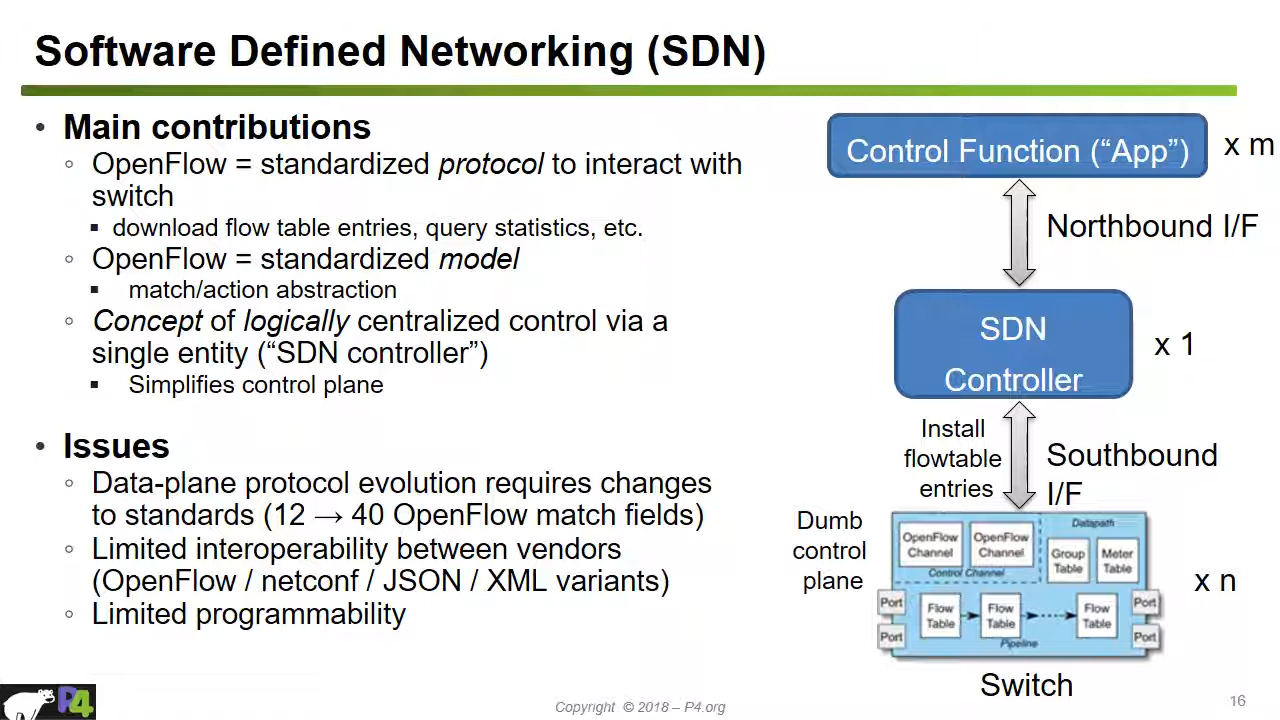 Software Defined Networking (SDN)
• Main contributions
◦ OpenFlow = standardized protocol to interact with
switch
▪ download flow table entries, query statistics, etc.
◦ OpenFlow = standardized model
▪ match/action abstraction
◦ Concept of logically centralized control via a
single entity (“SDN controller”)
▪ Simplifies control plane
• Issues
◦ Data-plane protocol evolution requires changes
to standards (12 → 40 OpenFlow match fields)
◦ Limited interoperability between vendors
(OpenFlow / netconf / JSON / XML variants)
◦ Limited programmability
Control Function (“App”)
x m
Northbound I/F
SDN
Controller
x 1
Install
flowtable
entries
Southbound
I/F
Dumb
control
plane
OpenFlow
Channel
OpenFlow
Channel
Control Channel
Datapath
Group
Table
Meter
Table
Port
Port
Flow
Table
Flow
Table
Flow
Table
Port
Port
Pipeline
x n
Switch
P4
Copyright © 2018 – P4.org
16